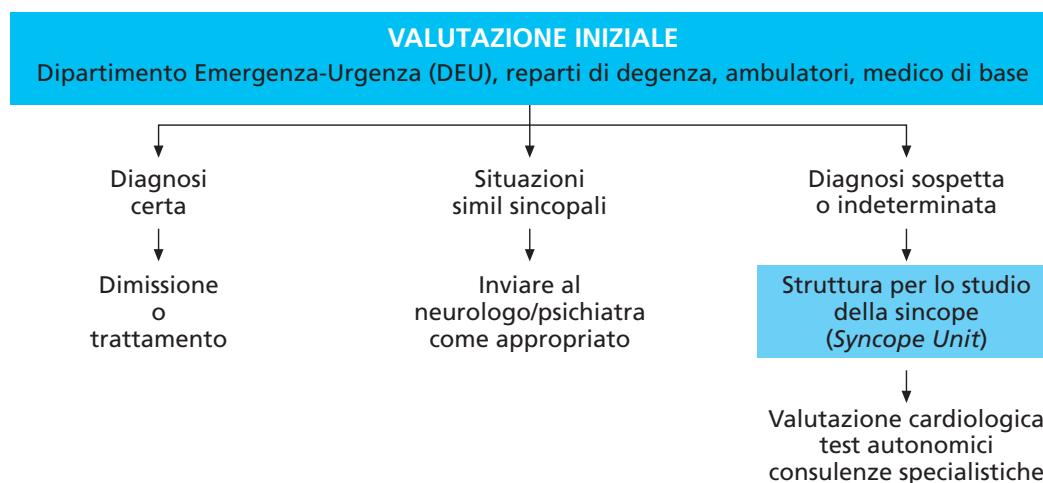 VALUTAZIONE INIZIALE
Dipartimento Emergenza-Urgenza (DEU), reparti di degenza, ambulatori, medico di base
Diagnosi
certa
Situazioni
simil sincopali
Diagnosi sospetta
o indeterminata
Dimissione
o
trattamento
Inviare al
neurologo/psichiatra
come appropriato
Struttura per lo studio
della sincope
(Syncope Unit)
Valutazione cardiologica
test autonomici
consulenze specialistiche